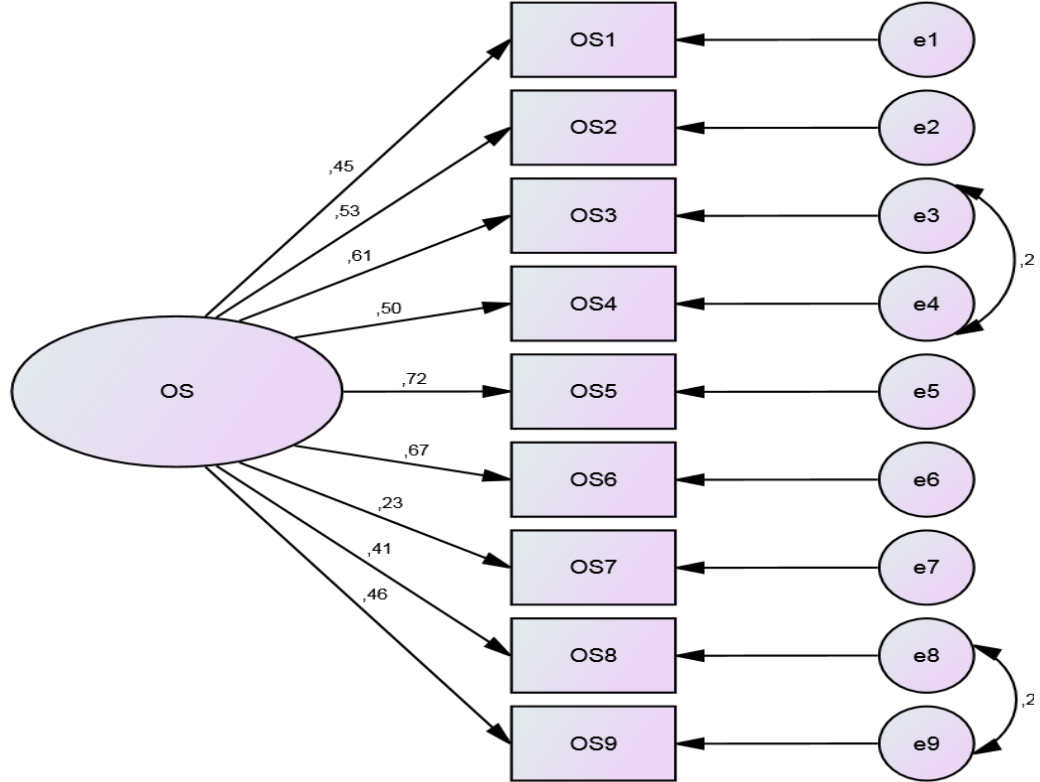 OS1
e1
OS2
e2
,45
,53
OS3
e3
,61
,2
OS4
e4
,50
OS
,72
OS5
e5
,67
OS6
e6
,23
OS7
e7
,41
,46
OS8
e8
,2
OS9
e9